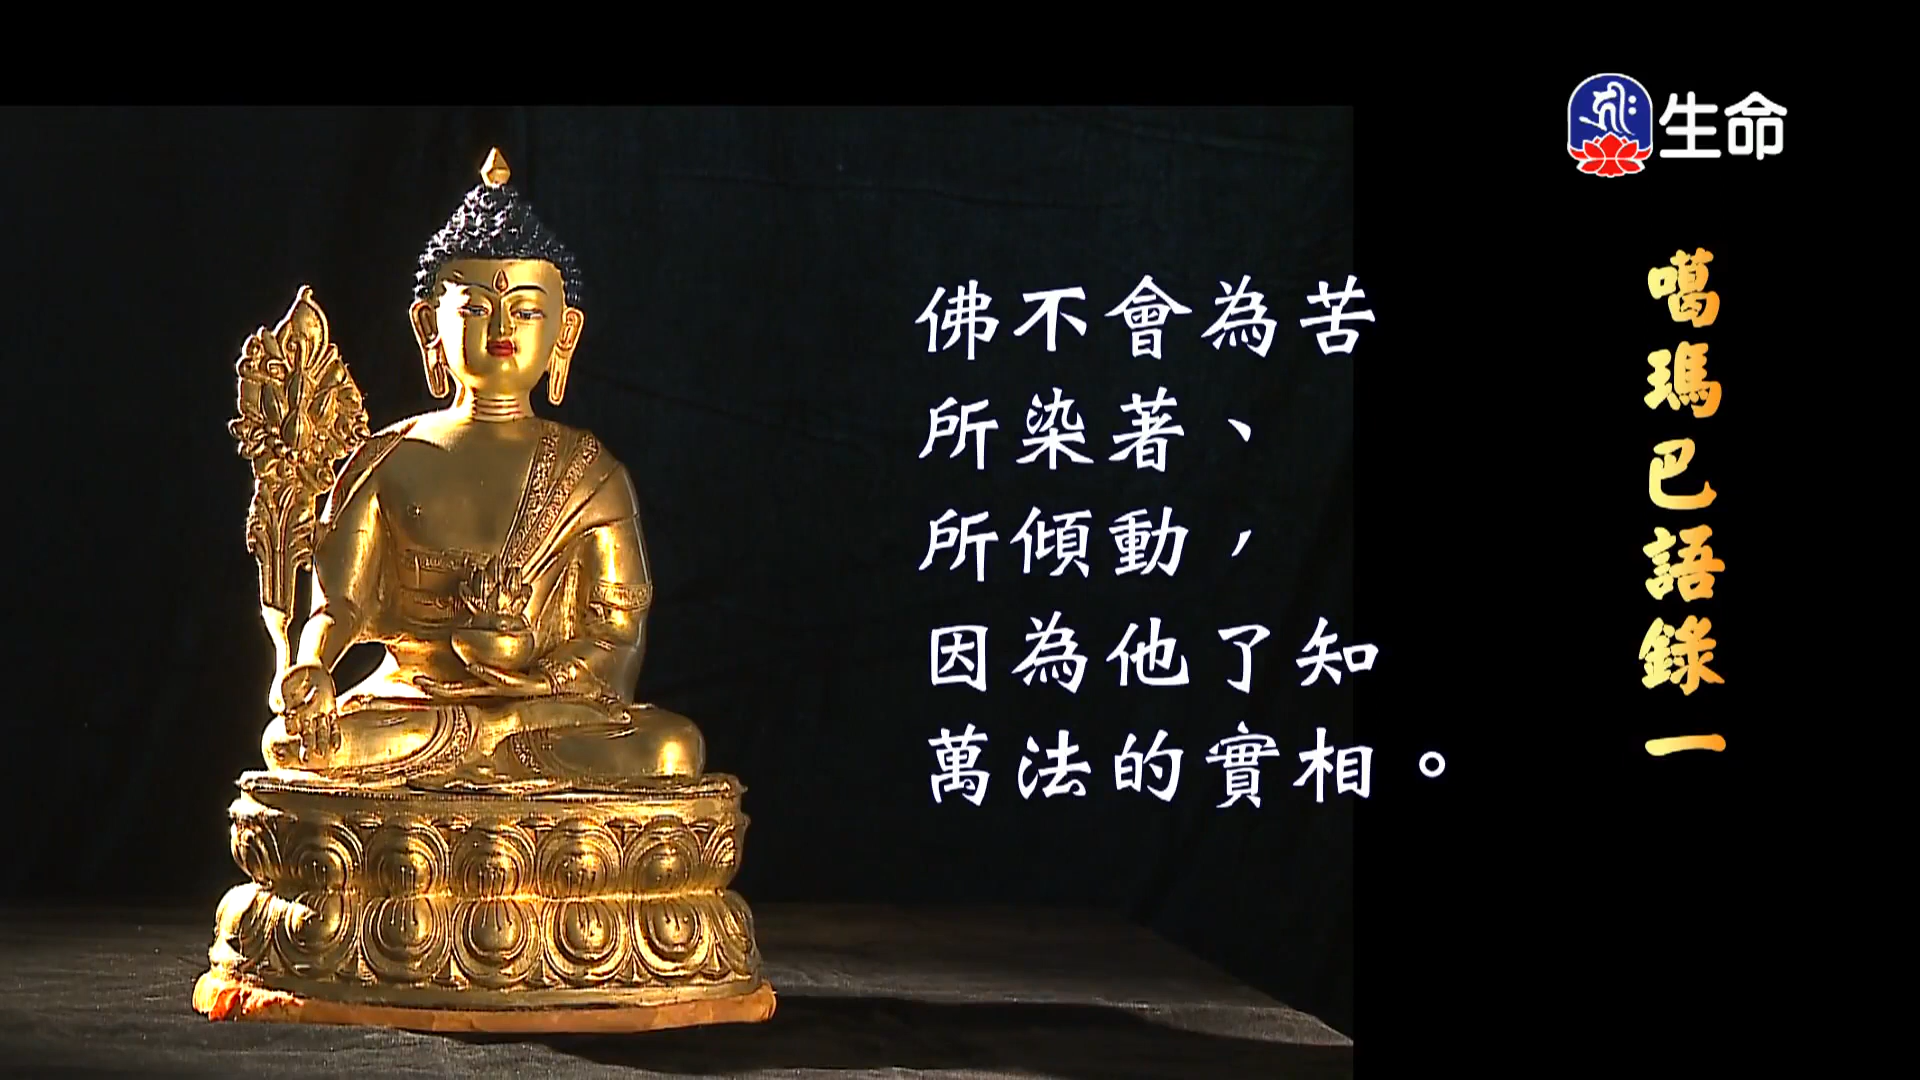 生命
噶瑪巴語錄一
佛不會為苦
所染著、
所傾動，
因為他了知
萬法的實相。